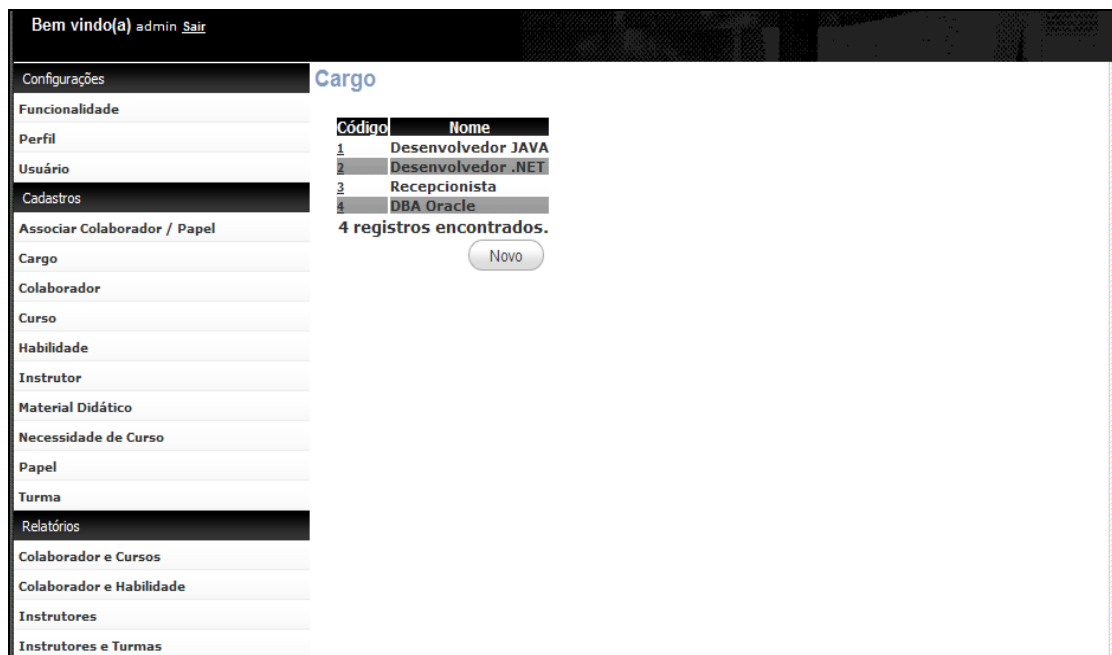 Bem vindo(a) admin Sair
Configurações
Funcionalidade
Perfil
Usuário
Cadastros
Associar Colaborador / Papel
Cargo
Colaborador
Curso
Habilidade
Instrutor
Material Didático
Necessidade de Curso
Papel
Turma
Relatórios
Colaborador e Cursos
Colaborador e Habilidade
Instrutores
Instrutores e Turmas
Cargo
Código Nome
1 Desenvolvedor JAVA
2 Desenvolvedor .NET
3 Recepcionista
4 DBA Oracle
4 registros encontrados.
Novo